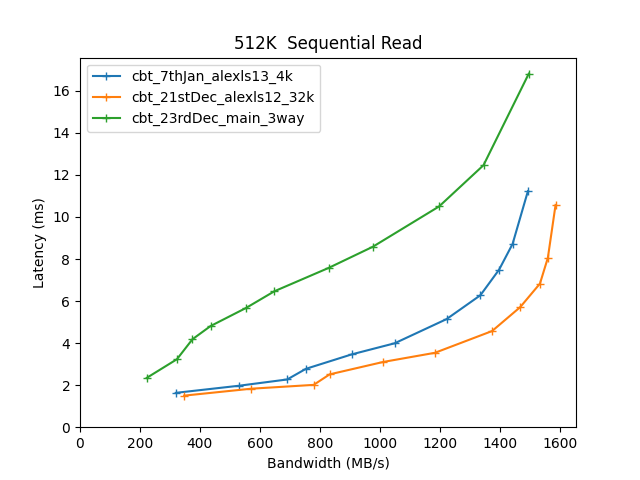 512K  Sequential Read
cbt_7thJan_alexls13_4k
cbt_21stDec_alexls12_32k
cbt_23rdDec_main_3way
16
14
12
10
8
6
4
2
0
Latency (ms)
0 200 400 600 800 1000 1200 1400 1600
Bandwidth (MB/s)